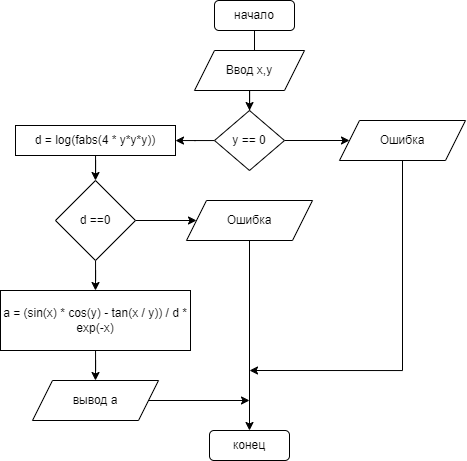 начало
Ввод x,y
y == 0
Ошибка
d = log(fabs(4 * y*y*y))
d ==0
Ошибка
a = (sin(x) * cos(y) - tan(x / y)) / d *
exp(-x)
вывод a
конец